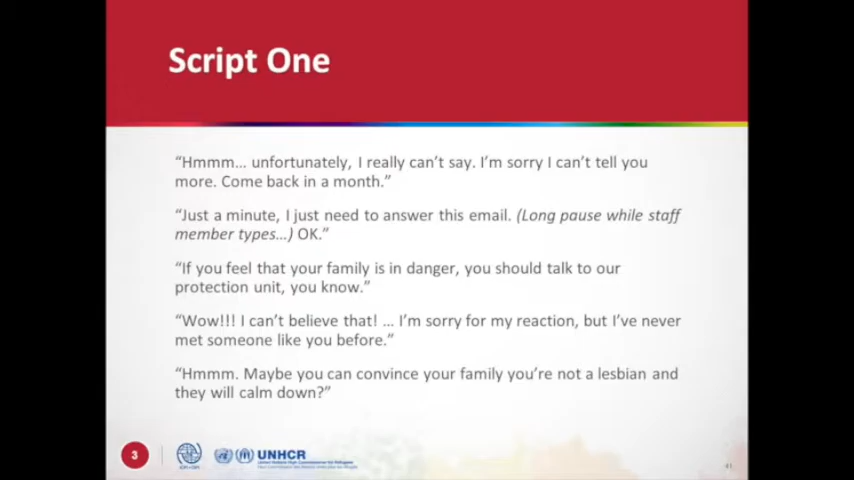 Script One
“Hmmm… unfortunately, I really can’t say. I’m sorry I can’t tell you
more. Come back in a month.”
“Just a minute, I just need to answer this email. (Long pause while staff
member types…) OK.”
“If you feel that your family is in danger, you should talk to our
protection unit, you know.”
“Wow!!! I can’t believe that! … I’m sorry for my reaction, but I’ve never
met someone like you before.”
“Hmmm. Maybe you can convince your family you’re not a lesbian and
they will calm down?”
3
UNHCR